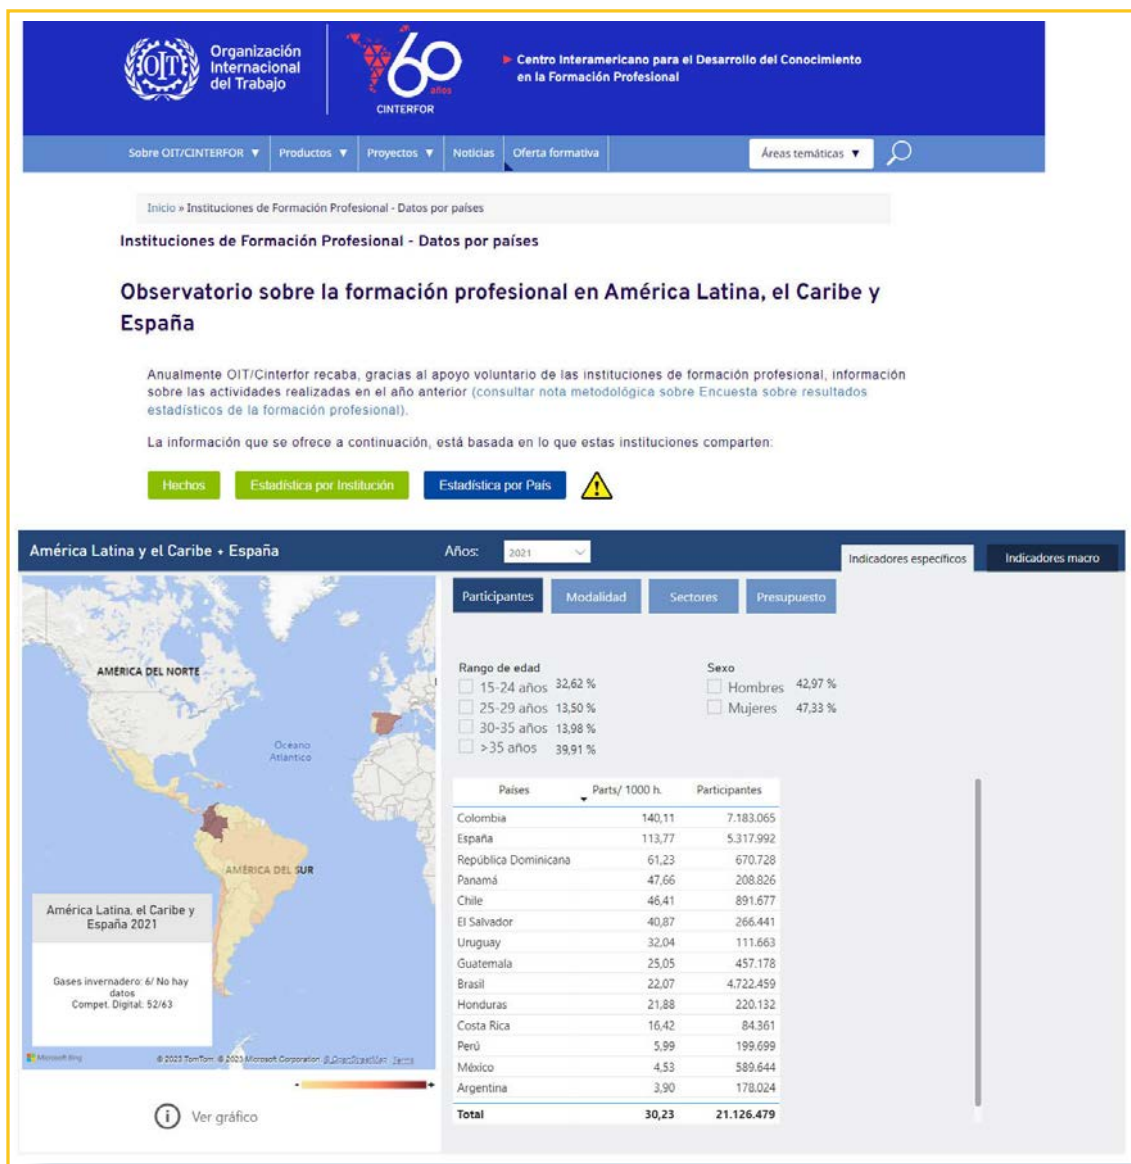 OIT
Organización
Internacional
del Trabajo
60
años
CINTERFOR
Centro Interamericano para el Desarrollo del Conocimiento
en la Formación Profesional
Sobre OIT/CINTERFOR ▼ Productos ▼ Proyectos ▼ Noticias Oferta formativa Áreas temáticas ▼
Inicio » Instituciones de Formación Profesional - Datos por países
Instituciones de Formación Profesional - Datos por países
Observatorio sobre la formación profesional en América Latina, el Caribe y
España
Anualmente OIT/Cinterfor recaba, gracias al apoyo voluntario de las instituciones de formación profesional, información
sobre las actividades realizadas en el año anterior (consultar nota metodológica sobre Encuesta sobre resultados
estadísticos de la formación profesional).
La información que se ofrece a continuación, está basada en lo que estas instituciones comparten:
Hechos Estadística por Institución Estadística por País
América Latina y el Caribe + España Años: 2021 Indicadores específicos Indicadores macro
Participantes Modalidad Sectores Presupuesto
AMÉRICA DEL NORTE
Océano
Atlántico
AMÉRICA DEL SUR
América Latina, el Caribe y
España 2021
Gases invernadero: 6/ No hay
datos
Compet. Digital: 52/63
Microsoft Bing © 2023 TomTom, © 2023 Microsoft Corporation, © OpenStreetMap Terms
- +
Ver gráfico
Rango de edad Sexo
15-24 años 32,62 % Hombres 42,97 %
25-29 años 13,50 % Mujeres 47,33 %
30-35 años 13,98 %
>35 años 39,91 %
Países Parts/ 1000 h. Participantes
Colombia 140,11 7.183.065
España 113,77 5.317.992
República Dominicana 61,23 670.728
Panamá 47,66 208.826
Chile 46,41 891.677
El Salvador 40,87 266.441
Uruguay 32,04 111.663
Guatemala 25,05 457.178
Brasil 22,07 4.722.459
Honduras 21,88 220.132
Costa Rica 16,42 84.361
Perú 5,99 199.699
México 4,53 589.644
Argentina 3,90 178.024
Total 30,23 21.126.479